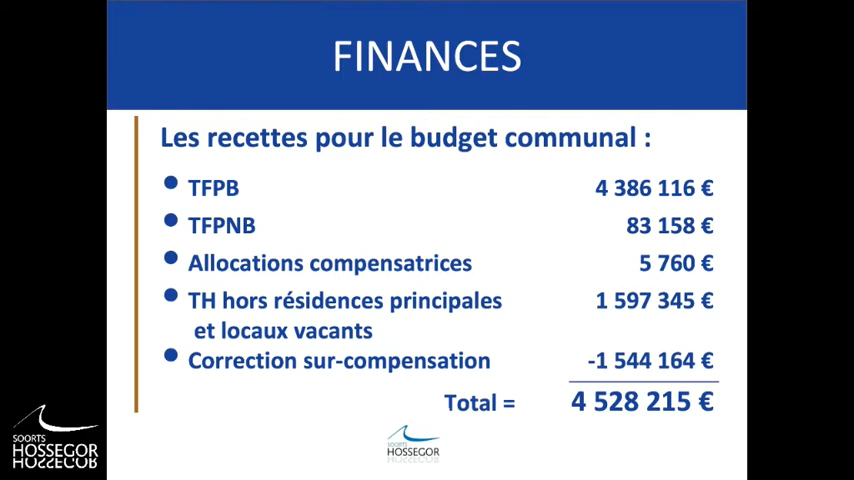 FINANCES
Les recettes pour le budget communal :
• TFPB 4 386 116 €
• TFPNB 83 158 €
• Allocations compensatrices 5 760 €
• TH hors résidences principales 1 597 345 €
et locaux vacants
• Correction sur-compensation -1 544 164 €
Total = 4 528 215 €
SOORTS
HOSSEGOR
SOORTS
HOSSEGOR